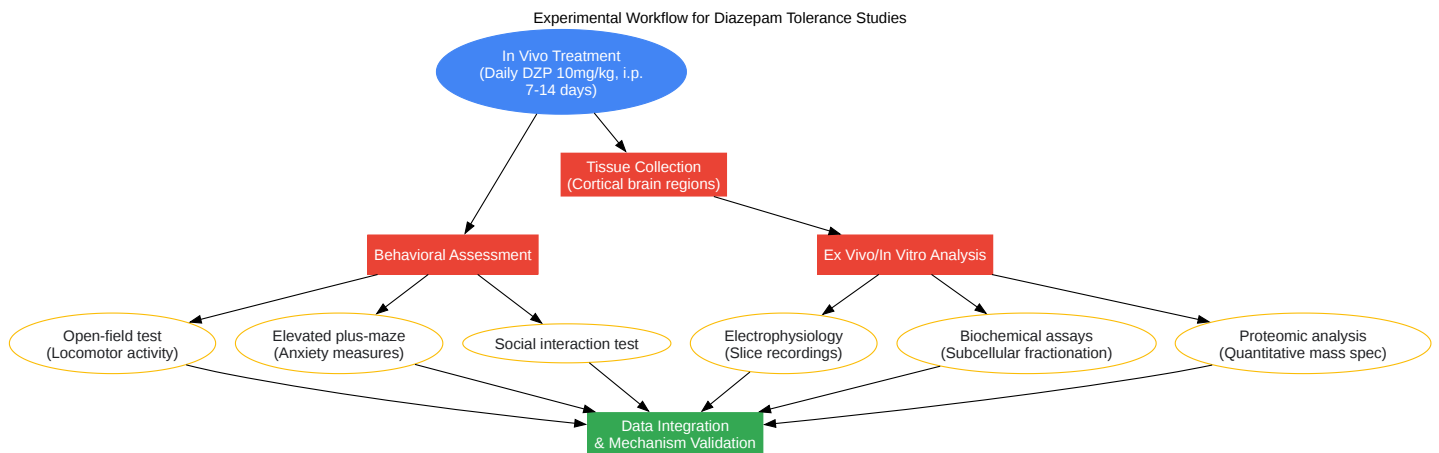 Experimental Workflow for Diazepam Tolerance Studies
In Vivo Treatment
(Daily DZP 10mg/kg, i.p.
7-14 days)
Tissue Collection
(Cortical brain regions)
Behavioral Assessment
Ex Vivo/In Vitro Analysis
Open-field test
(Locomotor activity)
Elevated plus-maze
(Anxiety measures)
Social interaction test
Electrophysiology
(Slice recordings)
Biochemical assays
(Subcellular fractionation)
Proteomic analysis
(Quantitative mass spec)
Data Integration
& Mechanism Validation